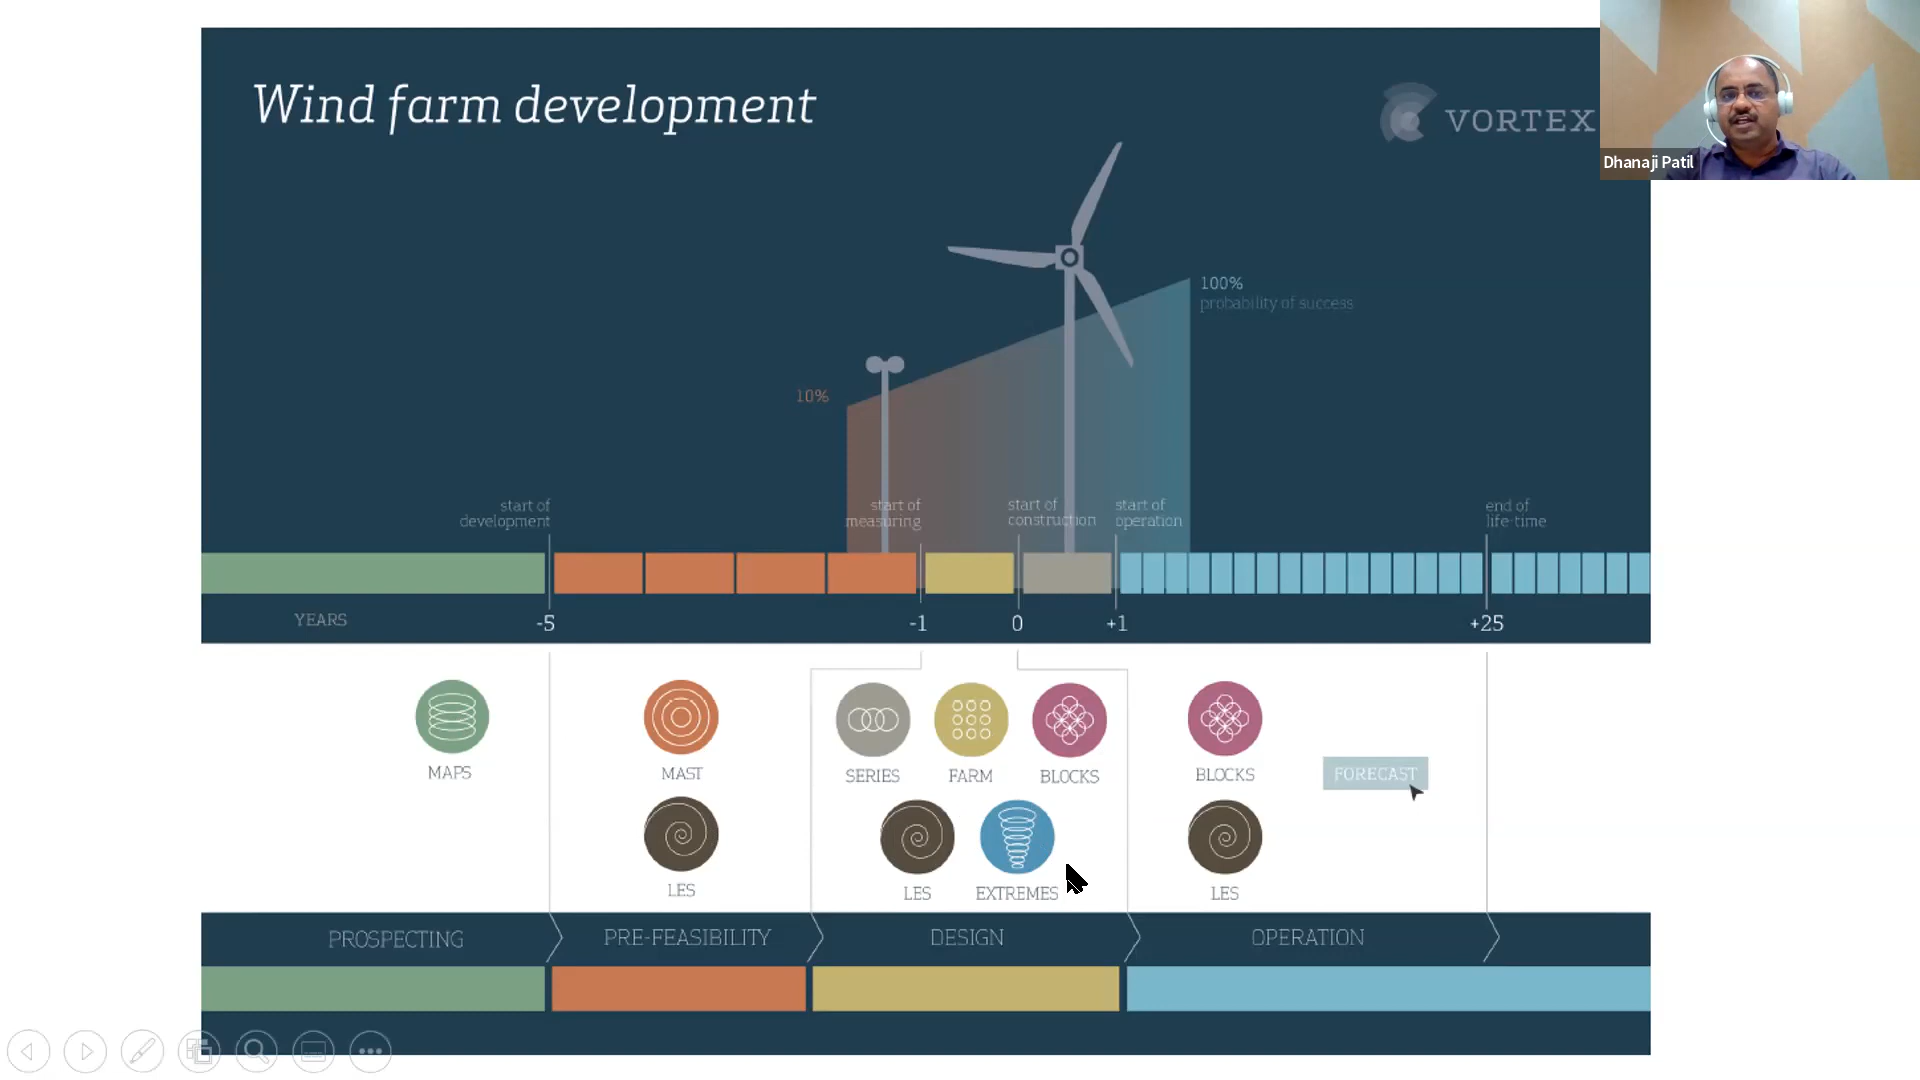 Wind farm development
VORTEX
Dhanaji Patil
100%
probability of success
10%
start of
development
start of
measuring
start of
construction
start of
operation
end of
life-time
YEARS
-5
-1
0
+1
+25
MAPS
MAST
SERIES
FARM
BLOCKS
BLOCKS
FORECAST
LES
LES
EXTREMES
LES
PROSPECTING
PRE-FEASIBILITY
DESIGN
OPERATION